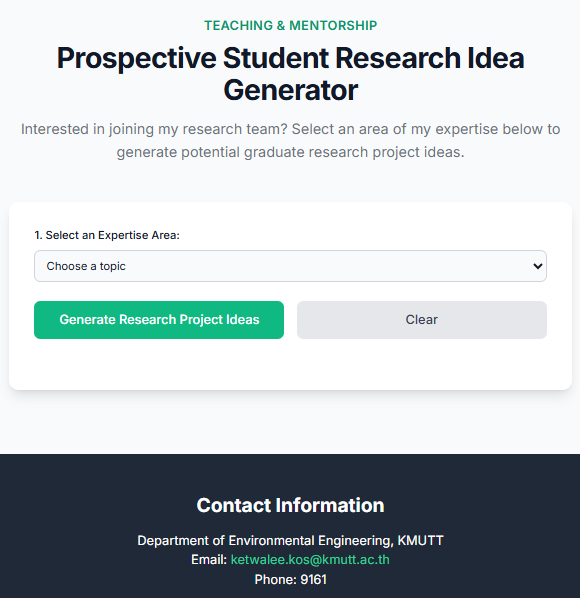 TEACHING & MENTORSHIP
Prospective Student Research Idea
Generator
Interested in joining my research team? Select an area of my expertise below to
generate potential graduate research project ideas.
1. Select an Expertise Area:
Choose a topic
Generate Research Project Ideas
Clear
Contact Information
Department of Environmental Engineering, KMUTT
Email: ketwalee.kos@kmutt.ac.th
Phone: 9161